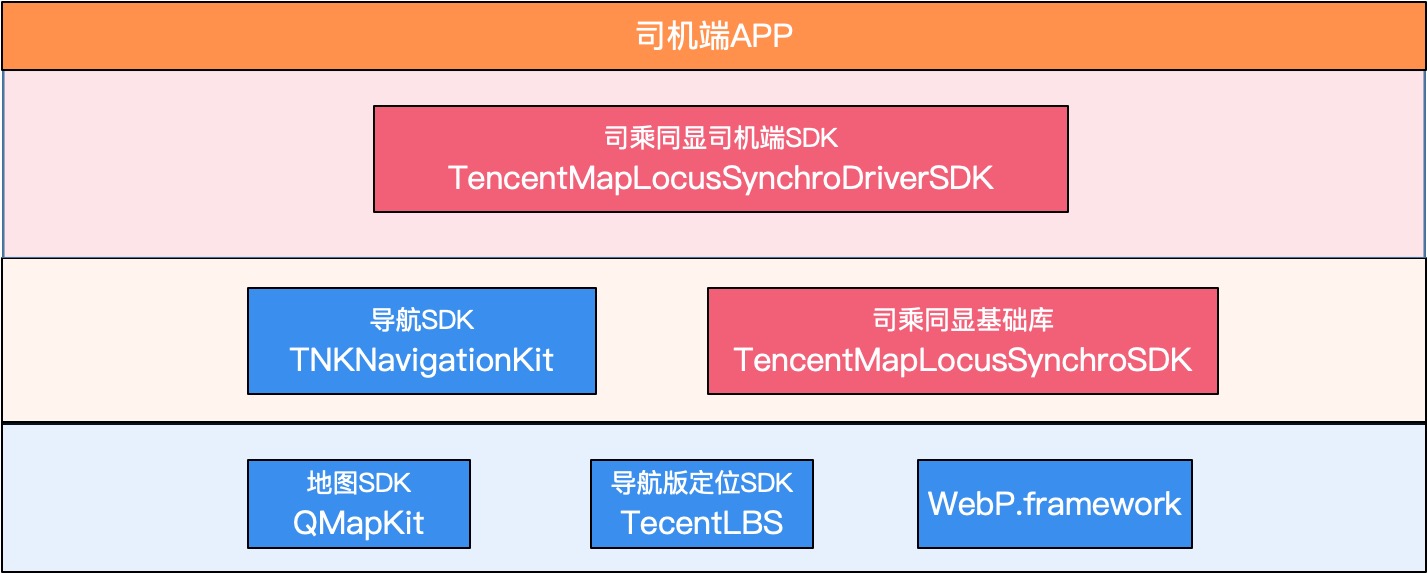 司机端APP
司乘同显司机端SDK
TencentMapLocusSynchroDriverSDK
导航SDK
TNKNavigationKit
司乘同显基础库
TencentMapLocusSynchroSDK
地图SDK
QMapKit
导航版定位SDK
TecentLBS
WebP.framework